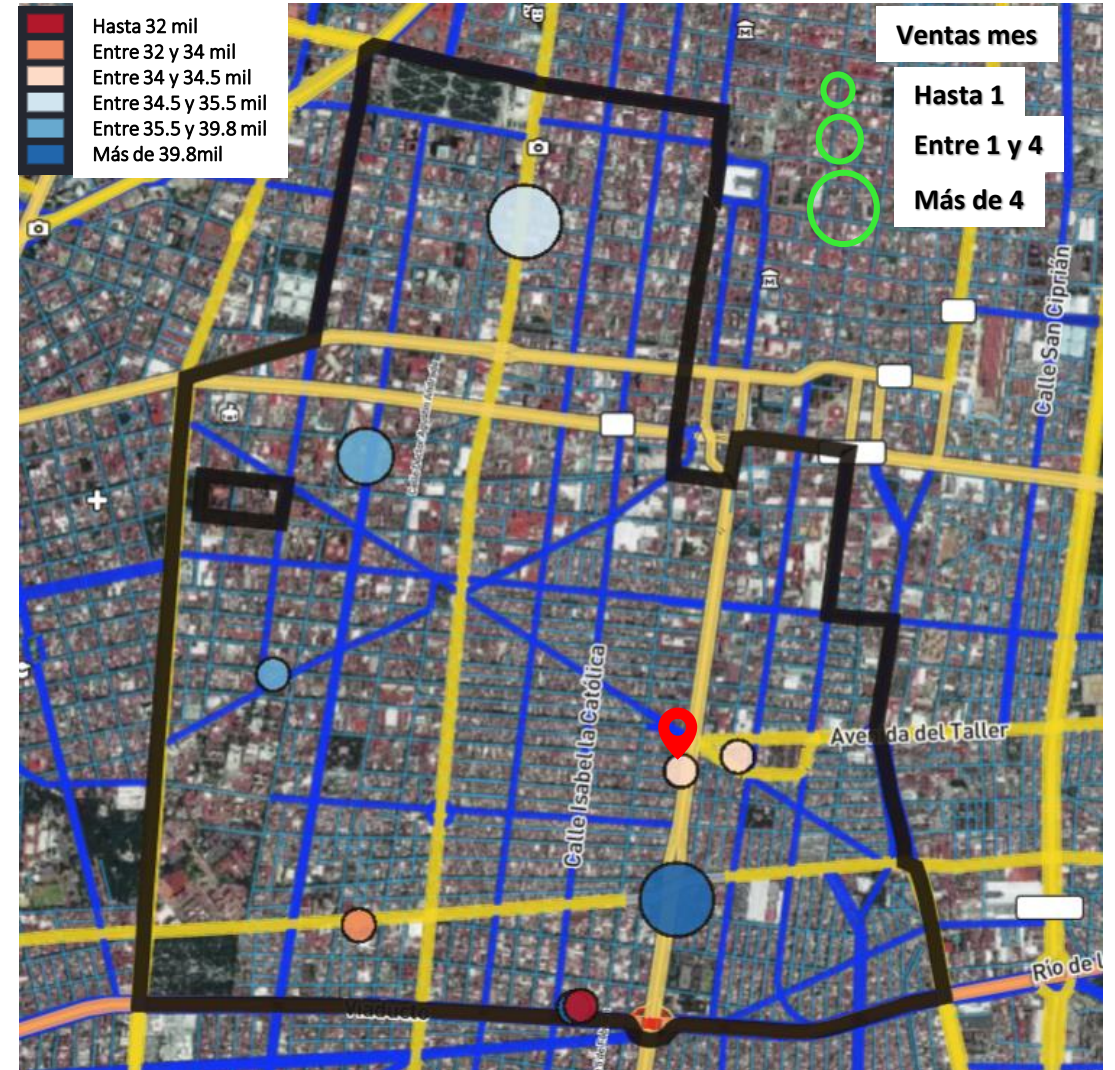 Hasta 32 mil
Entre 32 y 34 mil
Entre 34 y 34.5 mil
Entre 34.5 y 35.5 mil
Entre 35.5 y 39.8 mil
Más de 39.8mil
Ventas mes
Hasta 1
Entre 1 y 4
Más de 4
Calle San Ciprián
Calle Isabel la Católica
Avenida del Taller
Viaducto
Río de l